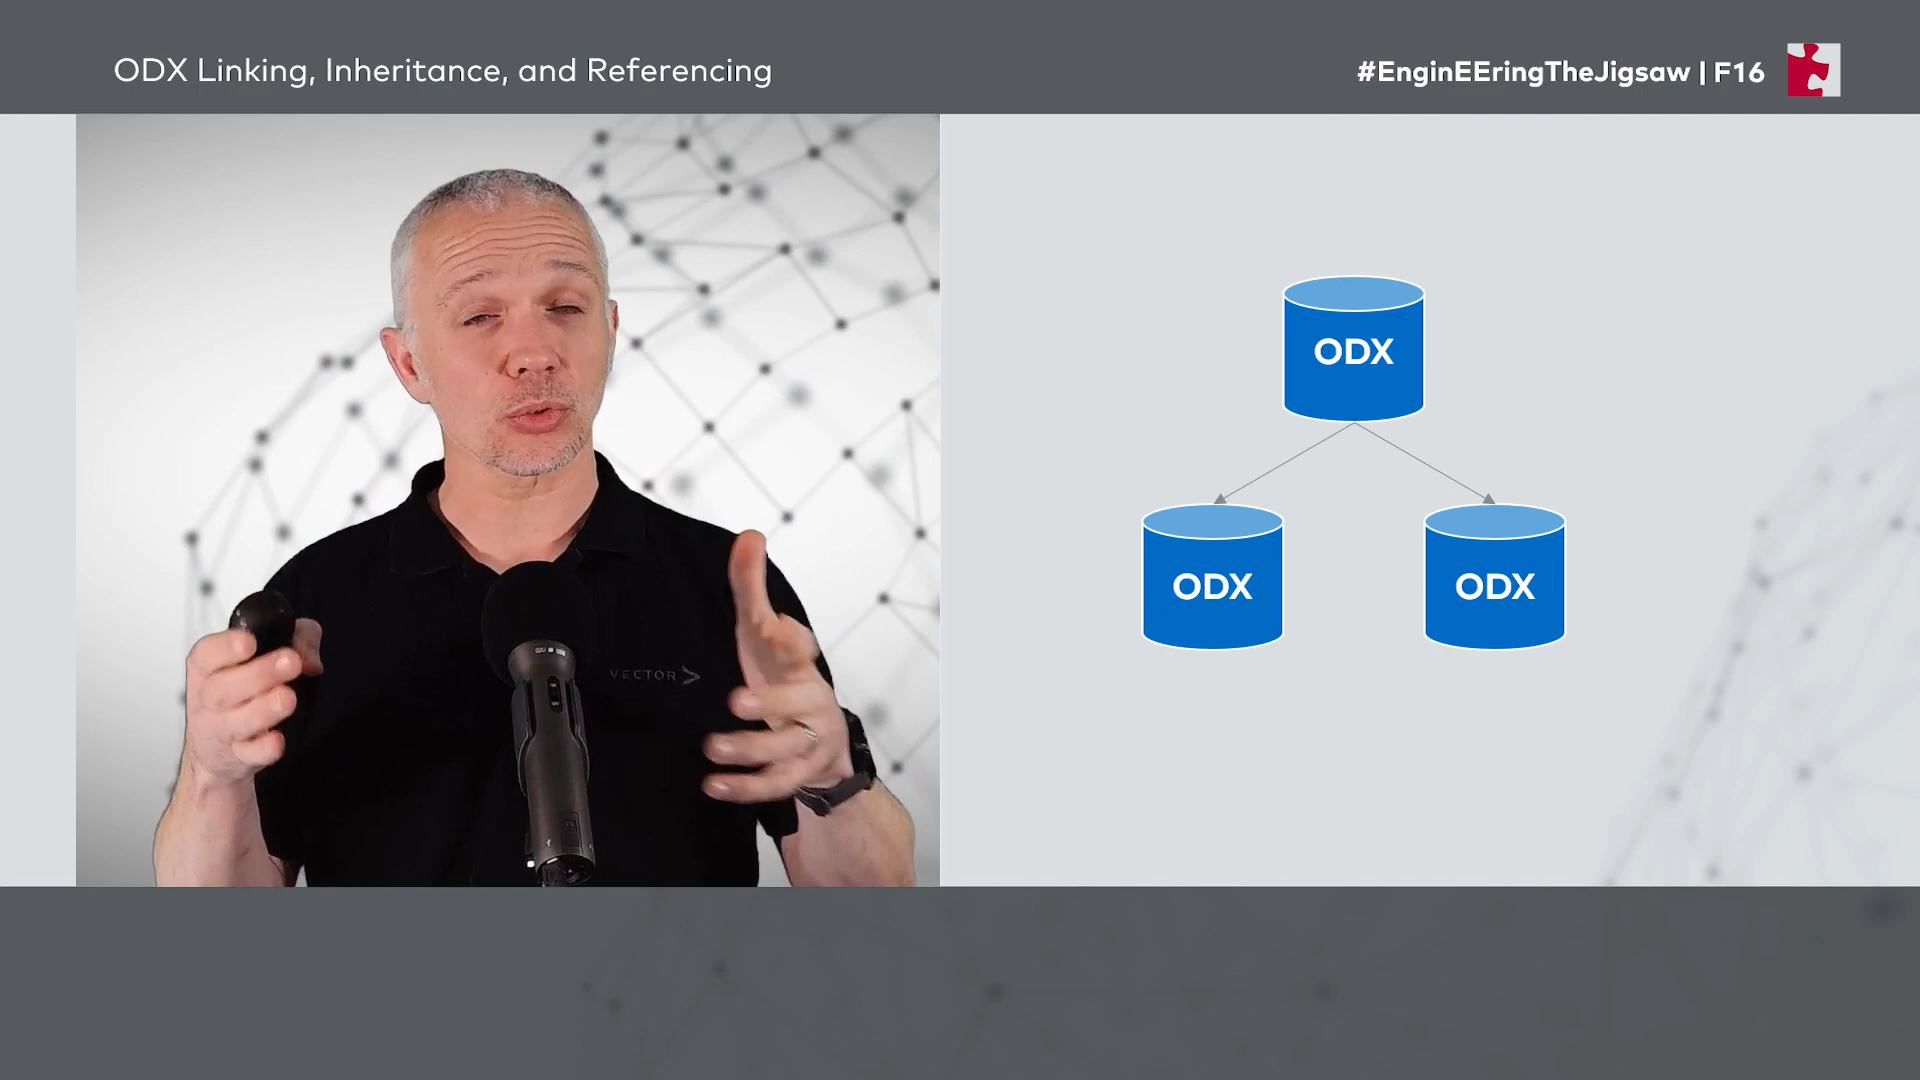 ODX Linking, Inheritance, and Referencing
#EnginEEringTheJigsaw | F16
ODX
ODX
ODX
VECTOR